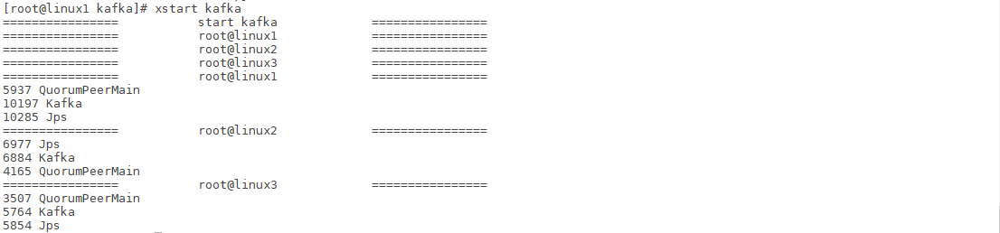 [root@linux1 kafka]# xstart kafka
================ start kafka ================
================ root@linux1 ================
================ root@linux2 ================
================ root@linux3 ================
================ root@linux1 ================
5937 QuorumPeerMain
10197 Kafka
10285 Jps
================ root@linux2 ================
6977 Jps
6884 Kafka
4165 QuorumPeerMain
================ root@linux3 ================
3507 QuorumPeerMain
5764 Kafka
5854 Jps